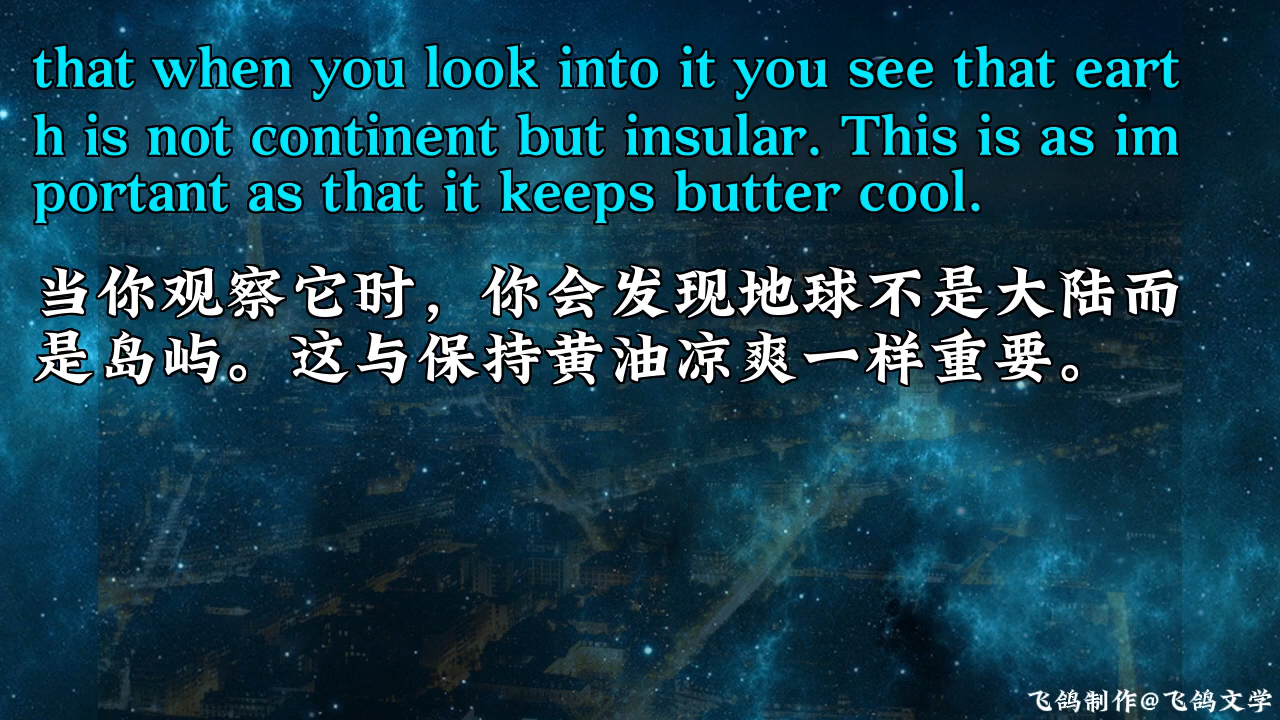 that when you look into it you see that eart
h is not continent but insular. This is as im
portant as that it keeps butter cool.
当你观察它时，你会发现地球不是大陆而
是岛屿。这与保持黄油凉爽一样重要。
飞鸽制作@飞鸽文学